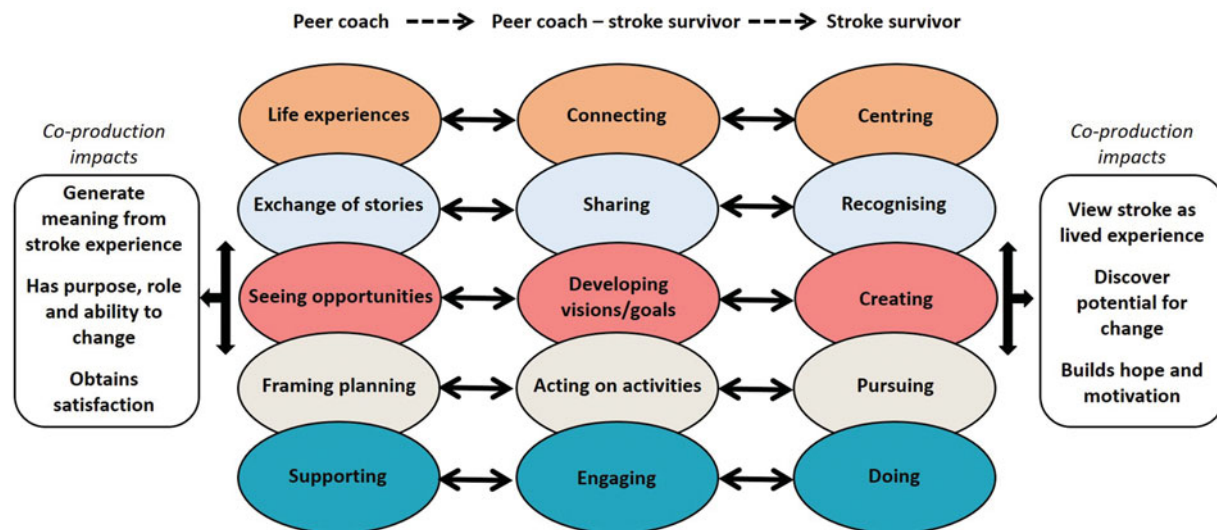 Peer coach
Peer coach – stroke survivor
Stroke survivor
Co-production
impacts
Generate
meaning from
stroke experience
Has purpose, role
and ability to
change
Obtains
satisfaction
Life experiences
Connecting
Centring
Exchange of stories
Sharing
Recognising
Seeing opportunities
Developing
visions/goals
Creating
Framing planning
Acting on activities
Pursuing
Supporting
Engaging
Doing
Co-production
impacts
View stroke as
lived experience
Discover
potential for
change
Builds hope and
motivation